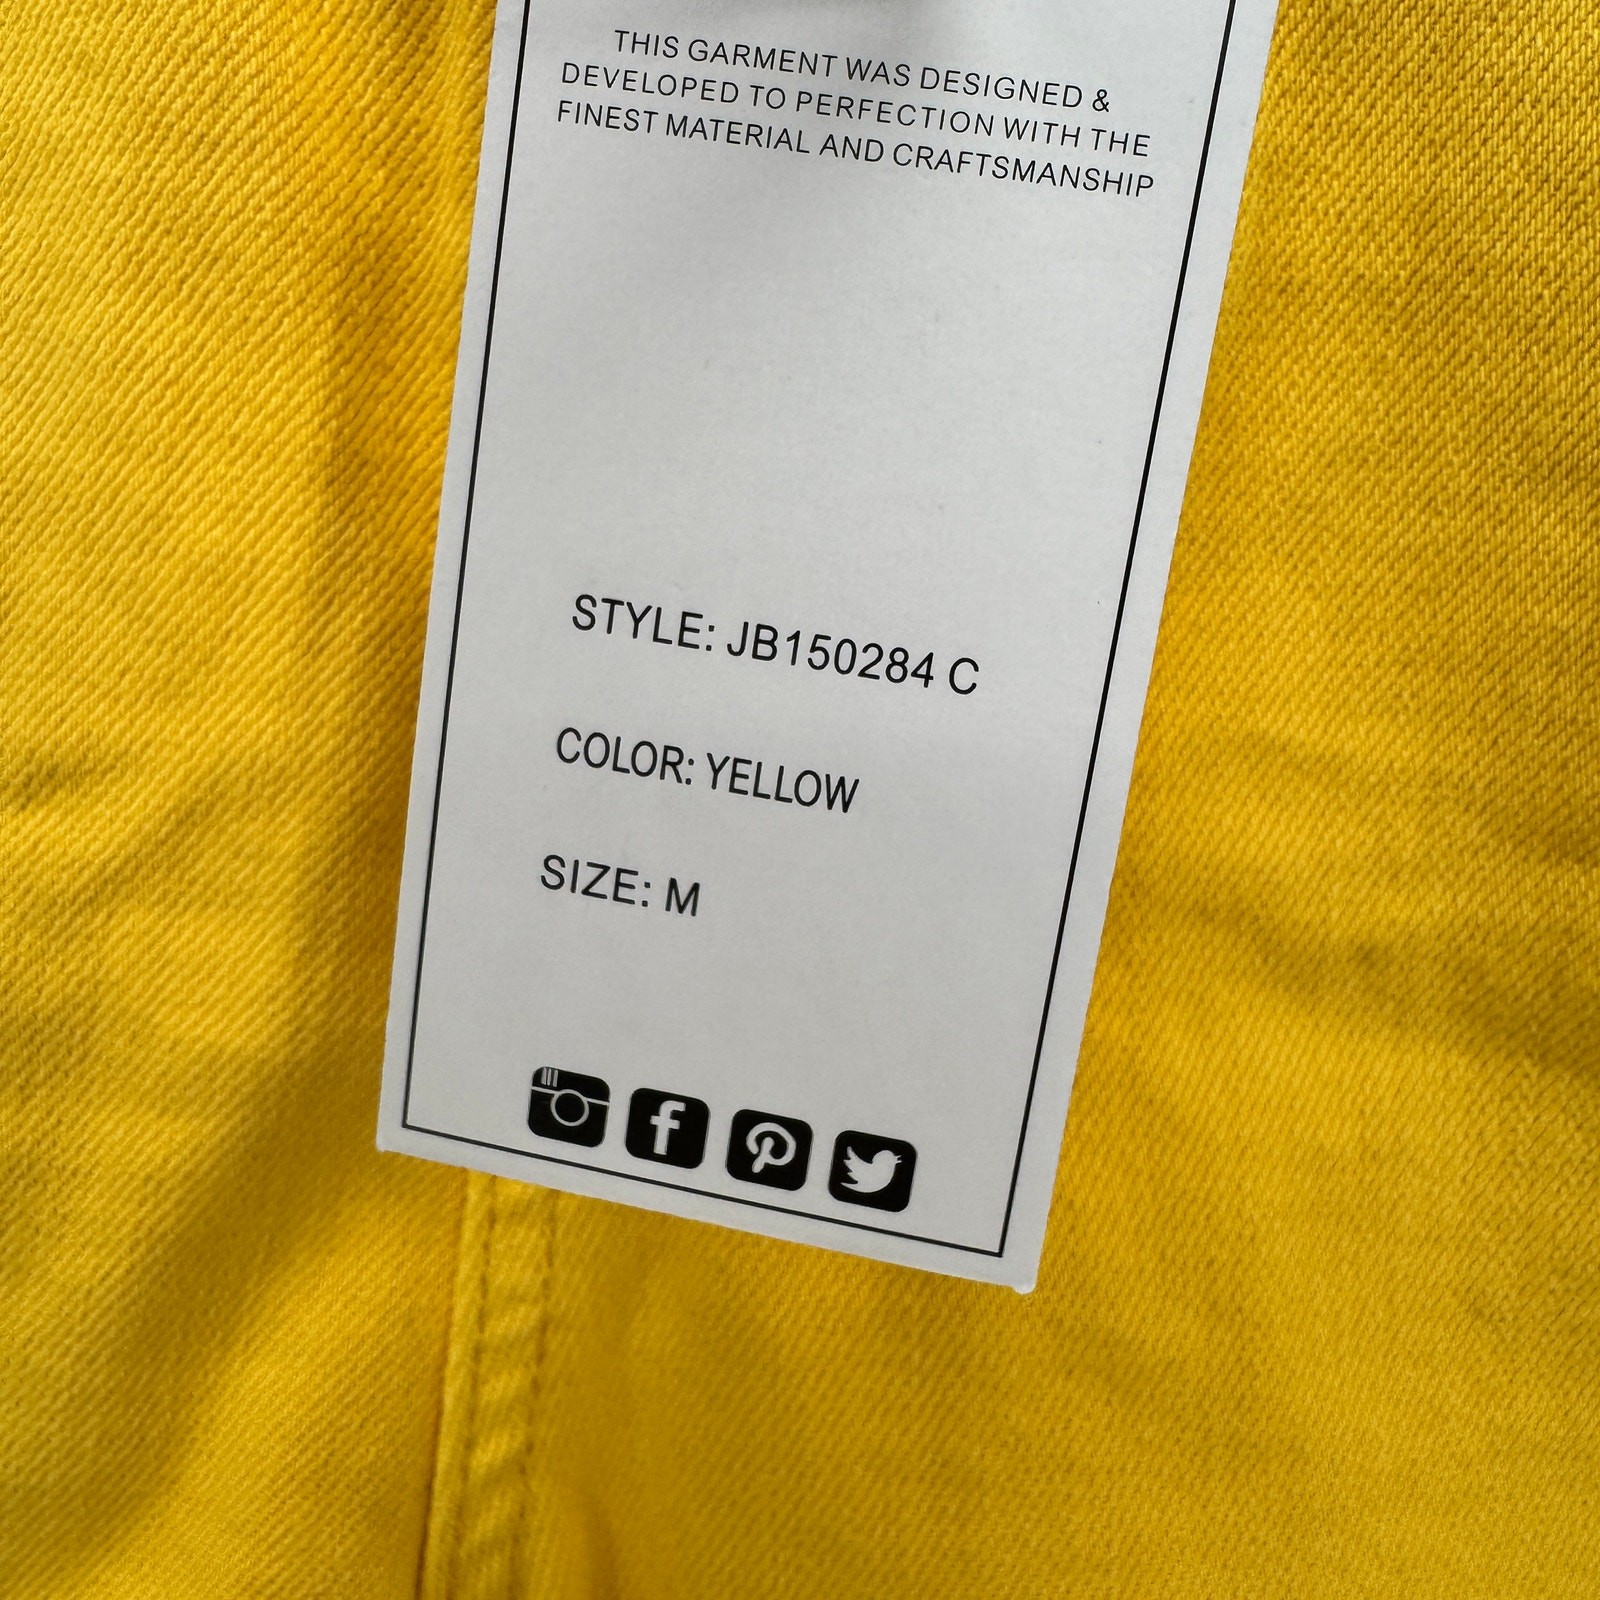 THIS GARMENT WAS DESIGNED &
DEVELOPED TO PERFECTION WITH THE
FINEST MATERIAL AND CRAFTSMANSHIP
STYLE: JB150284 C
COLOR: YELLOW
SIZE: M